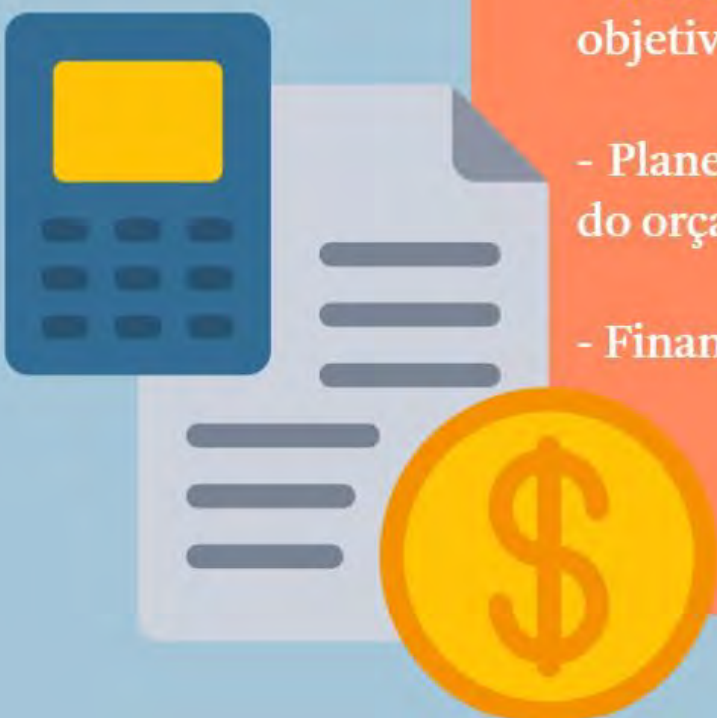 objetiv
- Plane
do orça
- Finan
$